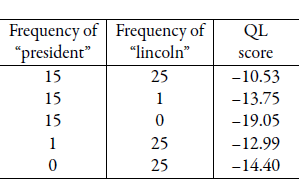 Frequency of Frequency of QL
“president” “lincoln” score
15 25 –10.53
15 1 –13.75
15 0 –19.05
1 25 –12.99
0 25 –14.40